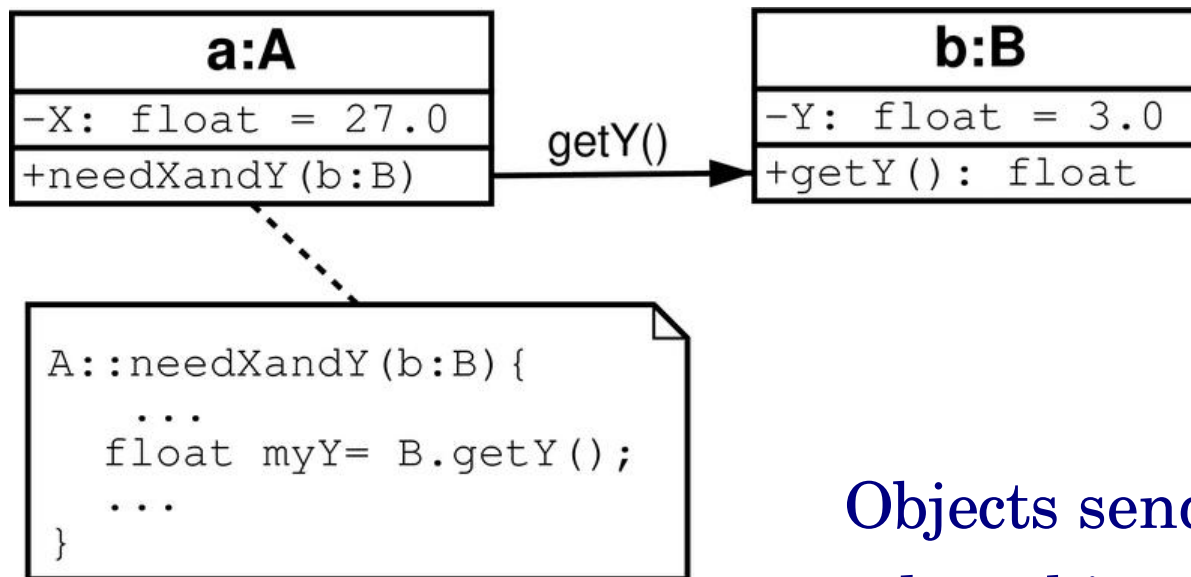 a:A
-X: float = 27.0
+needXandY(b:B)
getY()
b:B
-Y: float = 3.0
+getY(): float
A::needXandY(b:B){
...
float myY= B.getY();
...
}
Objects send